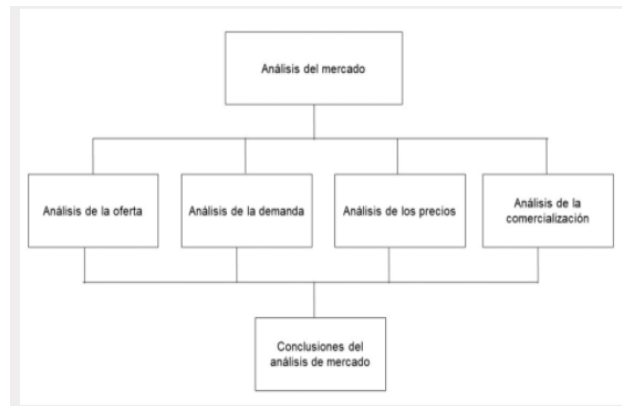 Análisis del mercado
Análisis de la oferta
Análisis de la demanda
Análisis de los precios
Análisis de la
comercialización
Conclusiones del
análisis de mercado